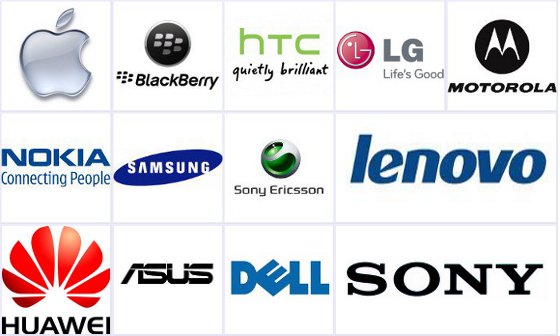 BlackBerry
hTC
quietly brilliant
LG
Life's Good
MOTOROLA
NOKIA
Connecting People
SAMSUNG
Sony Ericsson
lenovo
HUAWEI
ASUS
DELL
SONY